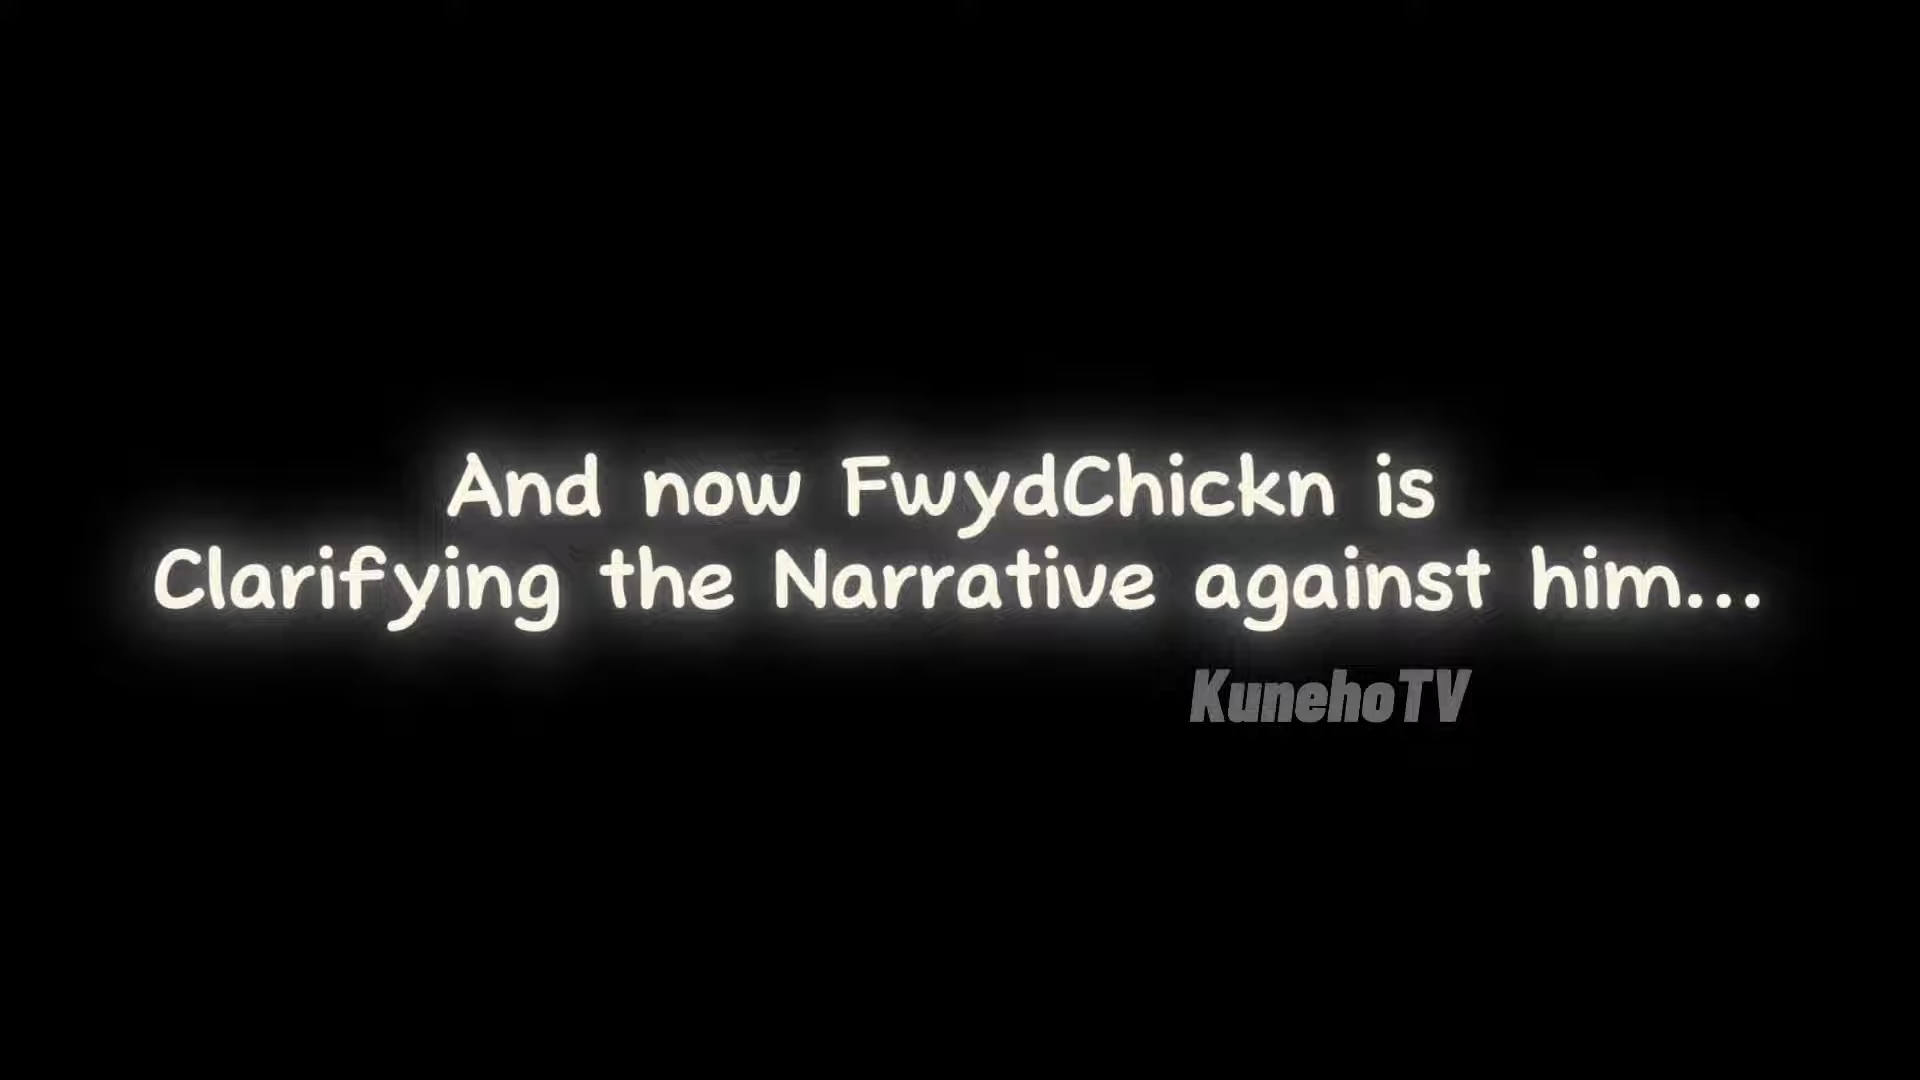 And now FwydChickn is
Clarifying the Narrative against him...
KunehoTV